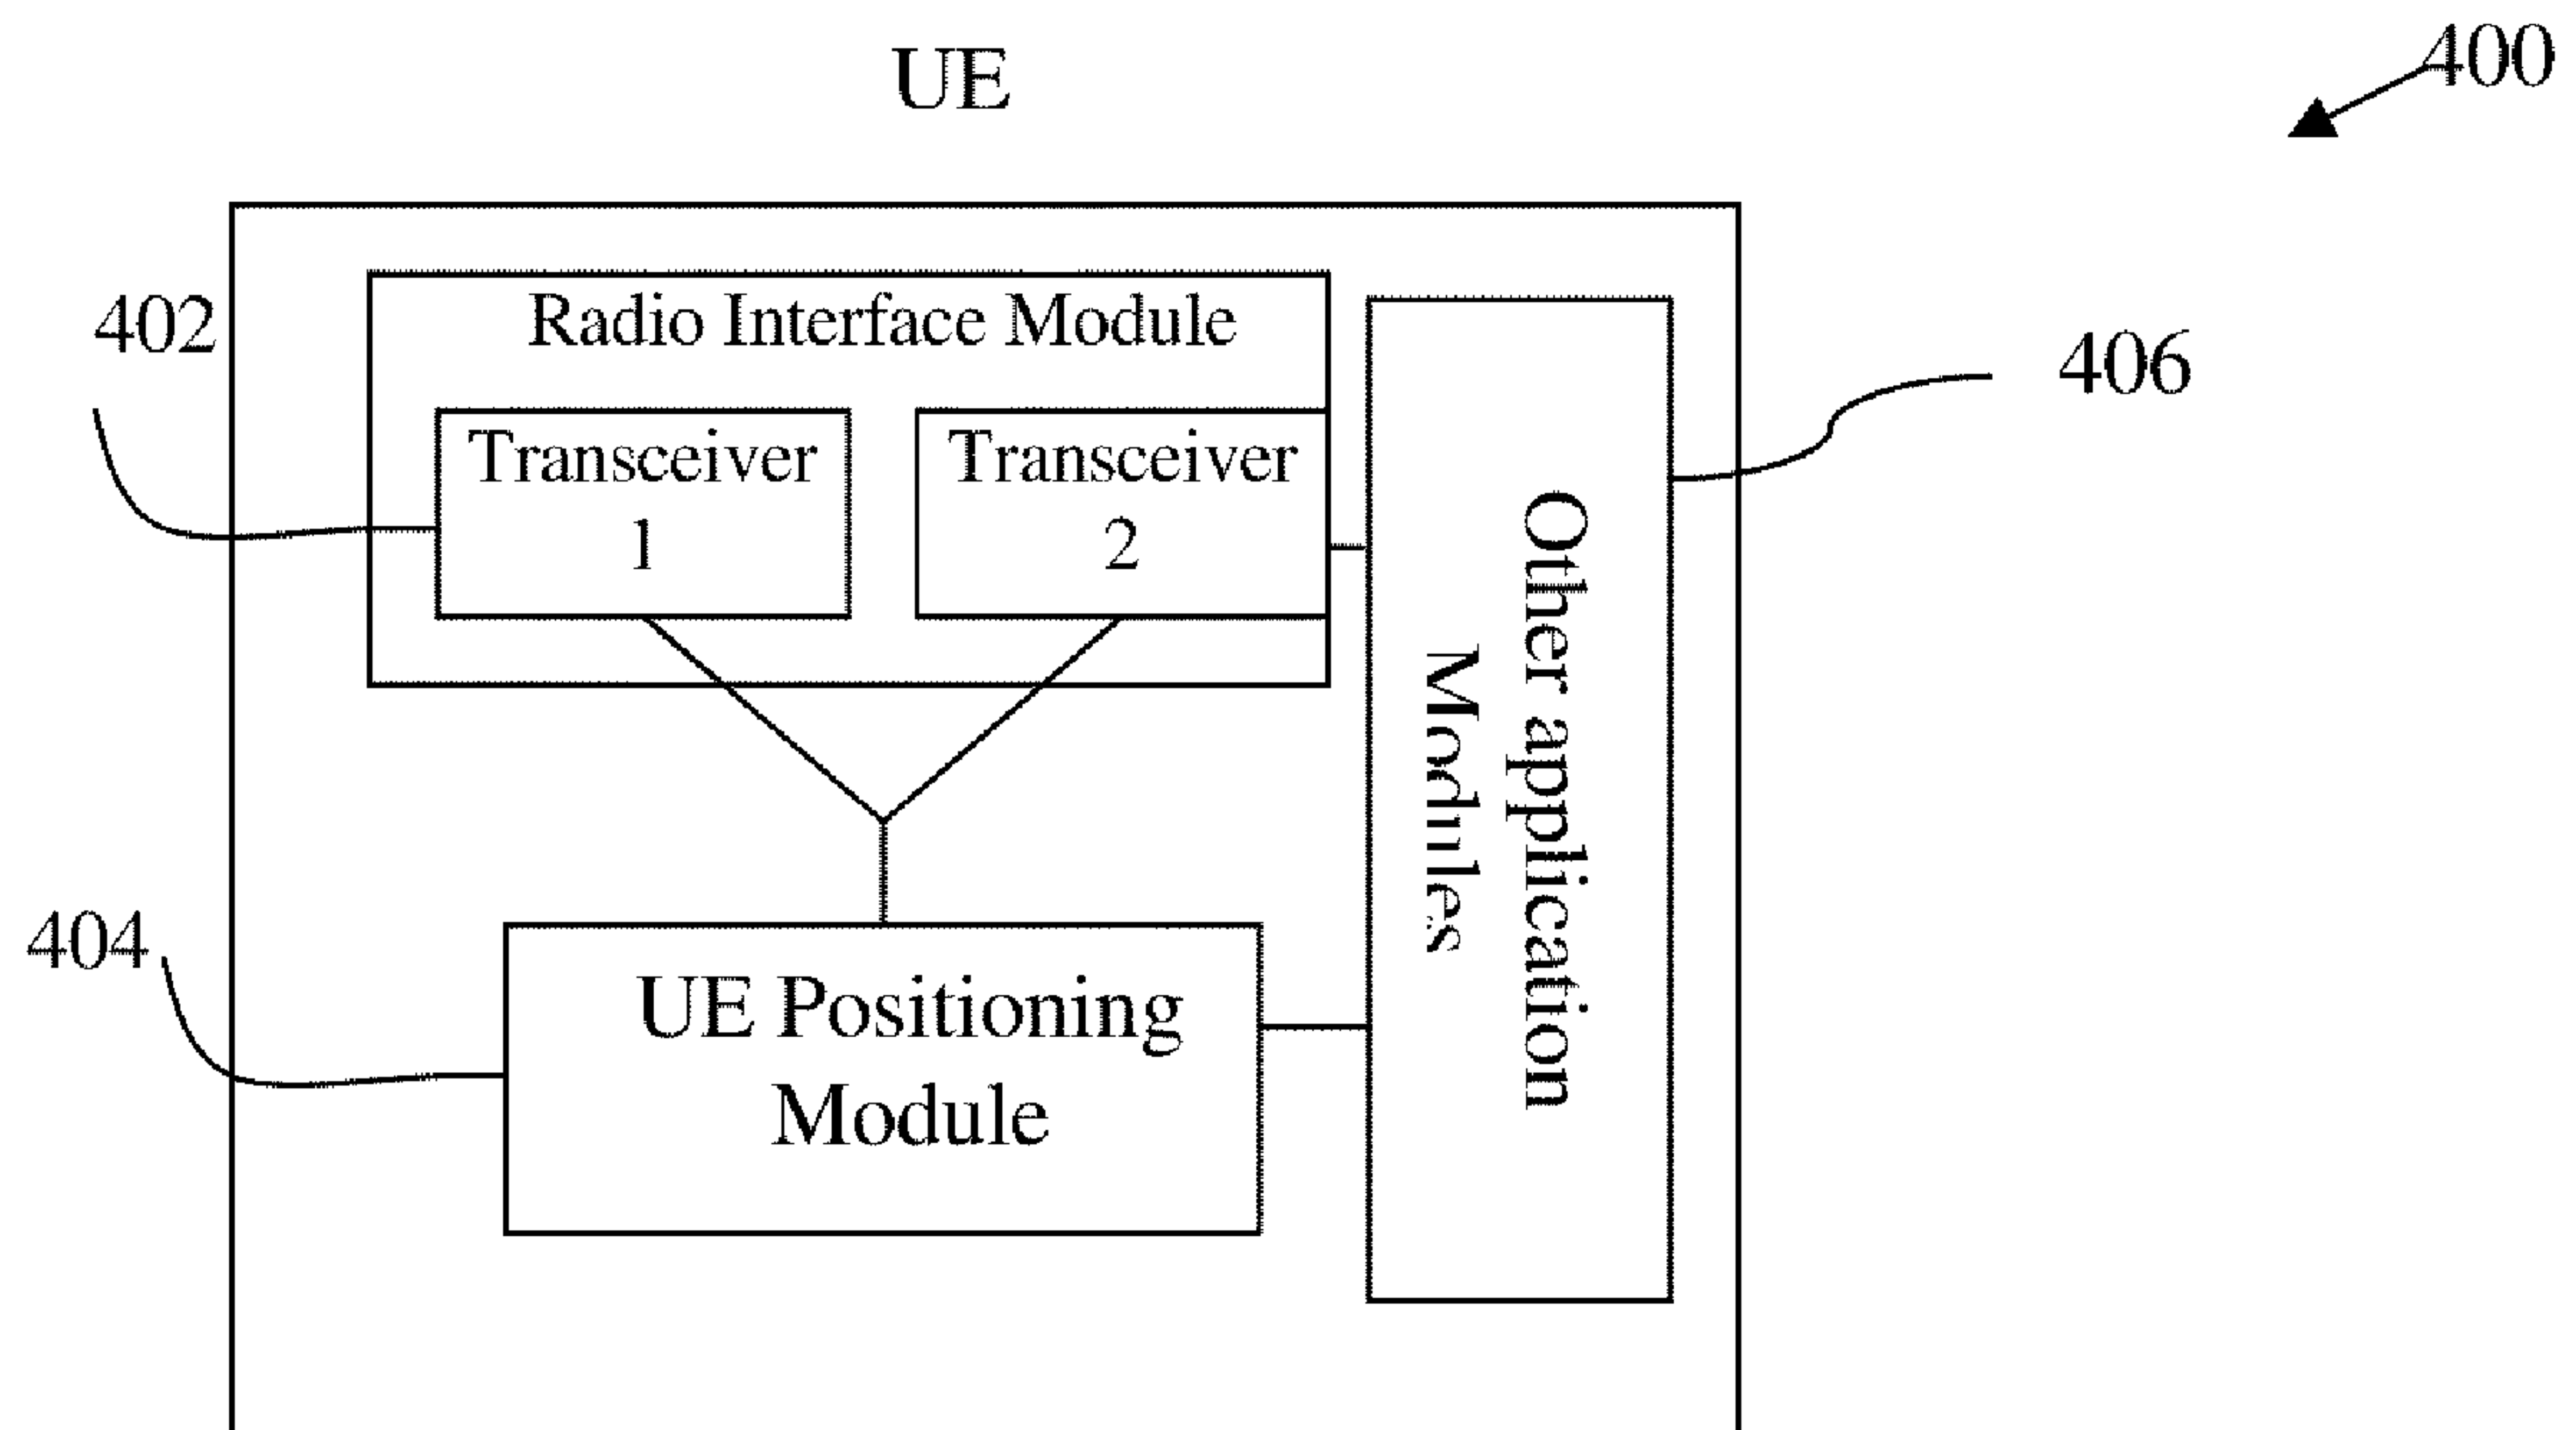 UE
400
402
Radio Interface Module
Transceiver
1
Transceiver
2
406
Other application
Modules
404
UE Positioning
Module